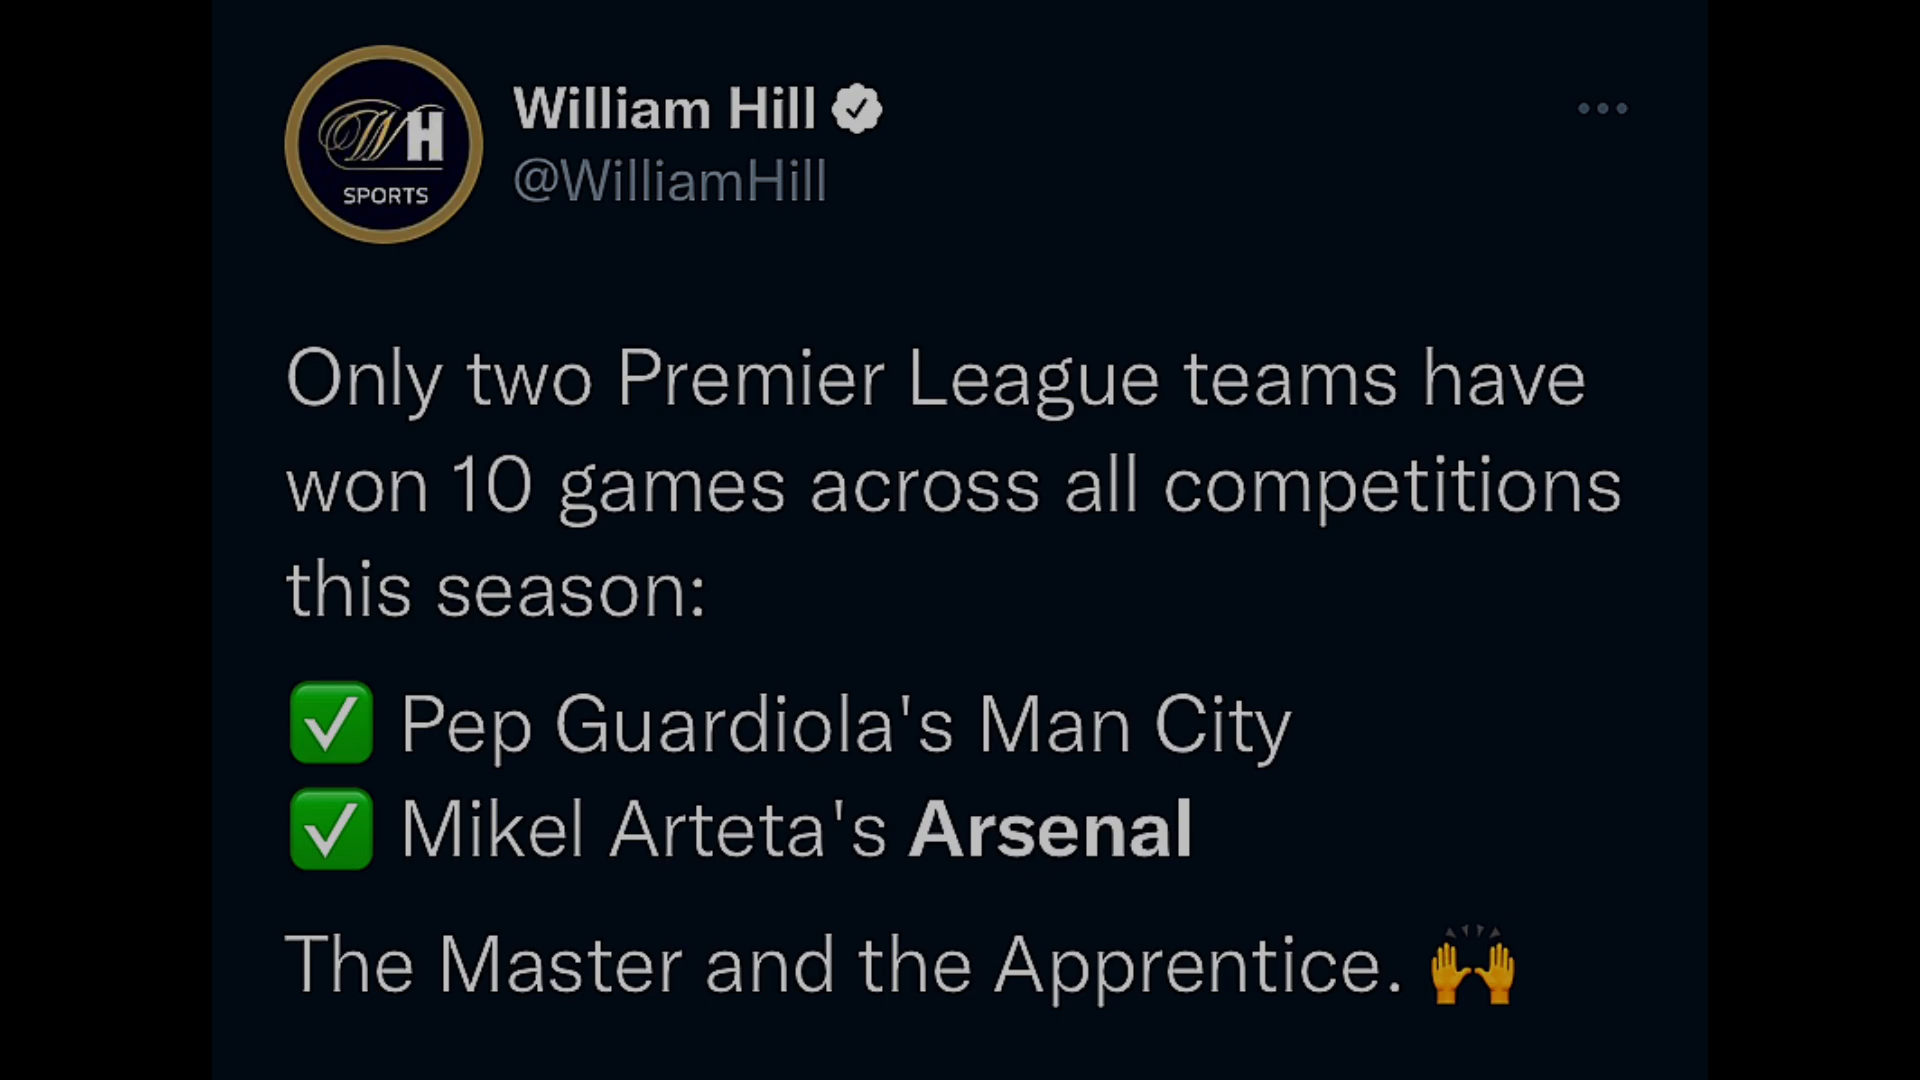 WH
SPORTS
William Hill
@WilliamHill
Only two Premier League teams have
won 10 games across all competitions
this season:
✅ Pep Guardiola's Man City
✅ Mikel Arteta's Arsenal
The Master and the Apprentice. 🙌